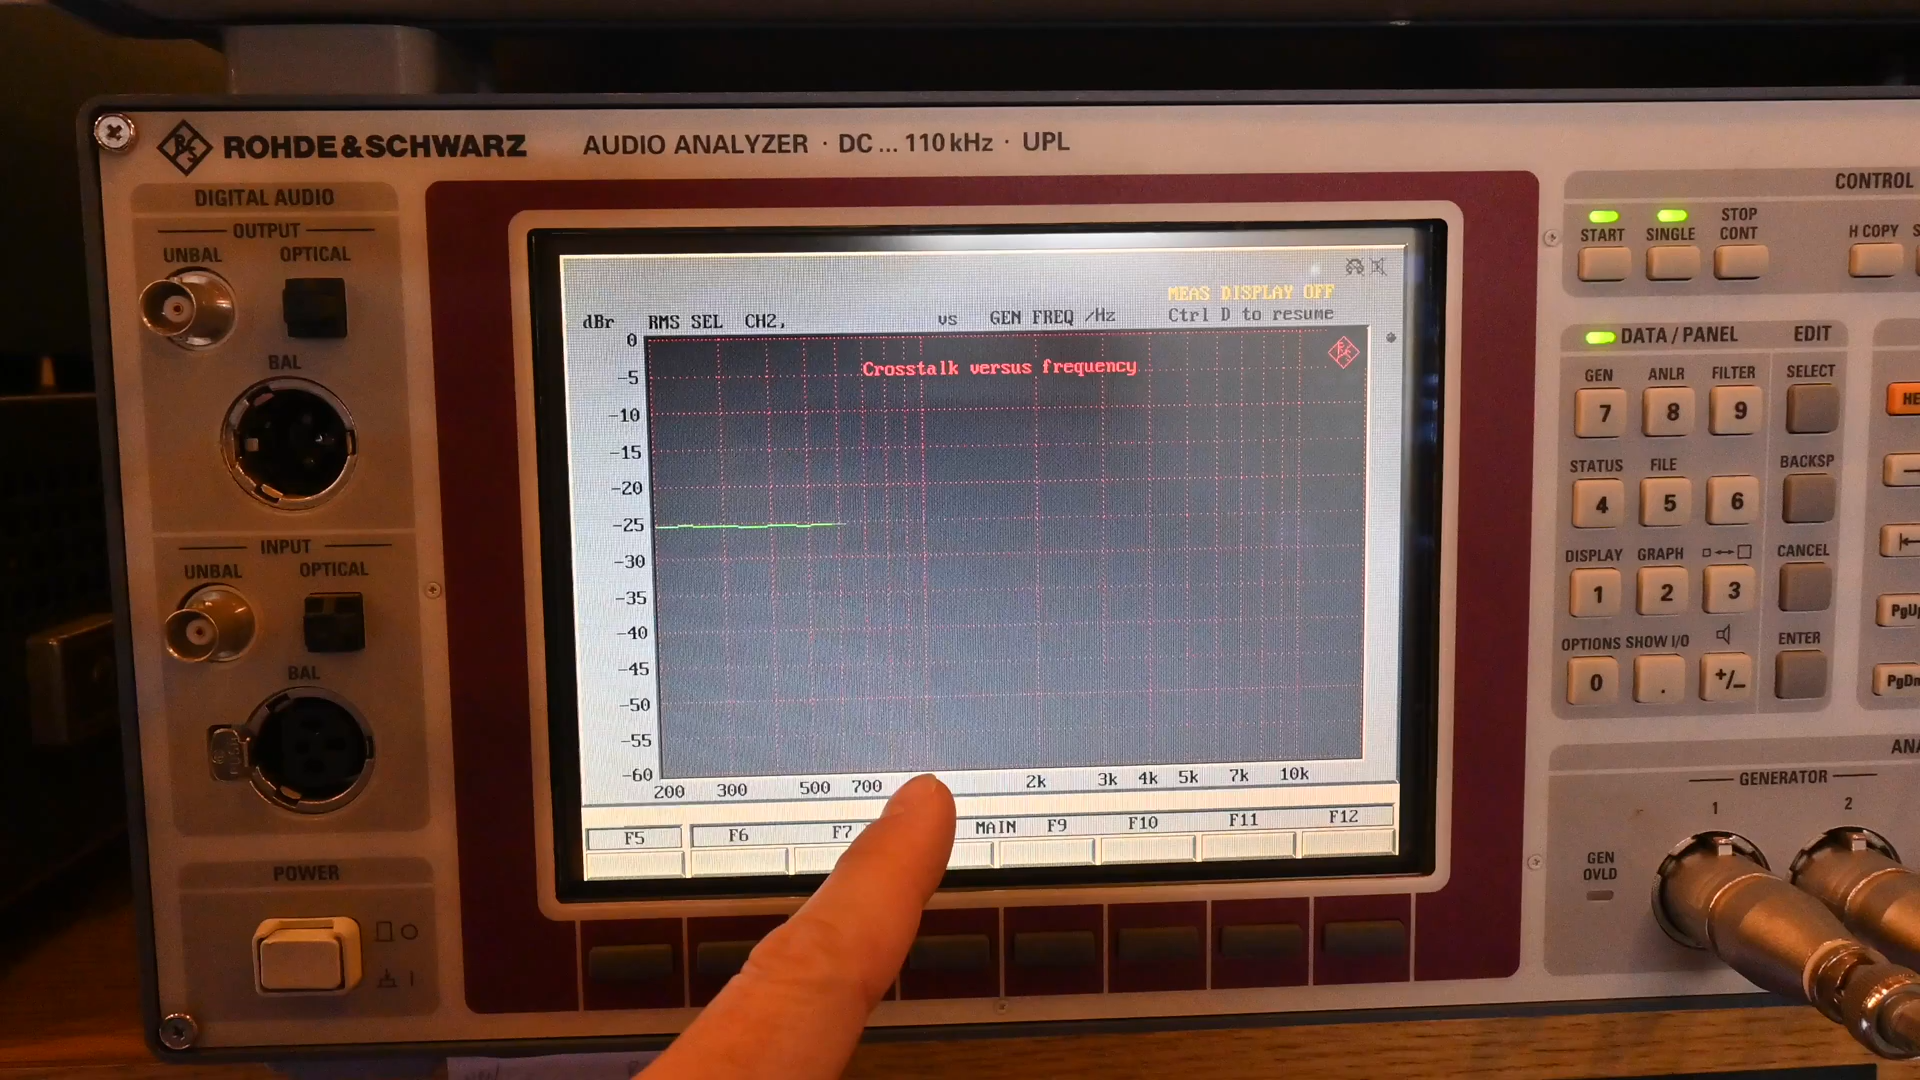 ROHDE&SCHWARZ
AUDIO ANALYZER · DC ... 110 kHz · UPL
DIGITAL AUDIO
OUTPUT
UNBAL OPTICAL
BAL
INPUT
UNBAL OPTICAL
BAL
POWER
O
I
MEAS DISPLAY OFF
dBr RMS SEL CH2, vs GEN FREQ /Hz Ctrl D to resume
Crosstalk versus frequency
0
-5
-10
-15
-20
-25
-30
-35
-40
-45
-50
-55
-60
200 300 500 700 2k 3k 4k 5k 7k 10k
F5 F6 F7 MAIN F9 F10 F11 F12
CONTROL
START SINGLE STOP CONT H COPY
DATA / PANEL EDIT
GEN ANLR FILTER SELECT
7 8 9
STATUS FILE BACKSP
4 5 6
DISPLAY GRAPH CANCEL
1 2 3
OPTIONS SHOW I/O ENTER
0 . +/-
HE
PgU
PgDn
GENERATOR
1 2
GEN
OVLD